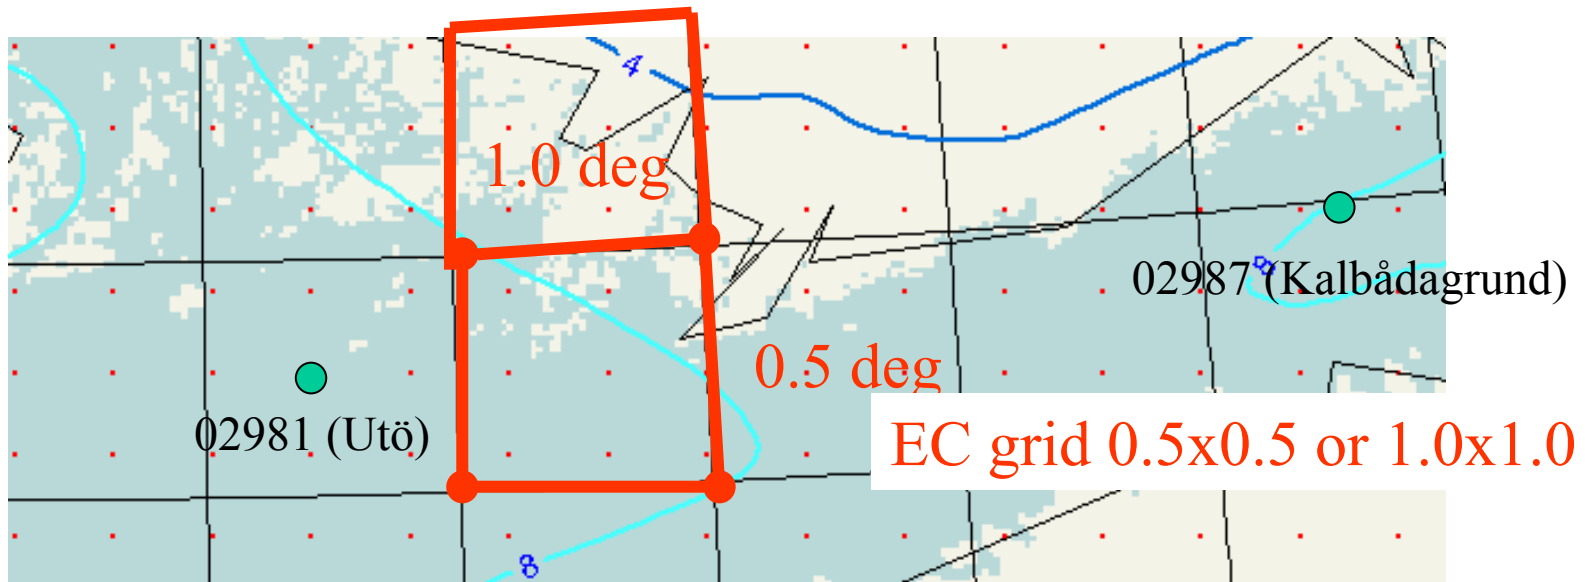 4
1.0 deg
8
02987 (Kalbådagrund)
0.5 deg
02981 (Utö)
EC grid 0.5x0.5 or 1.0x1.0
8